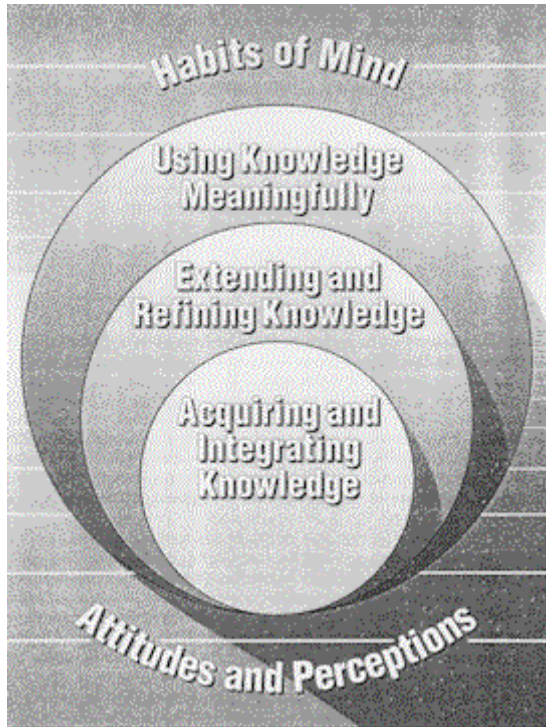 Habits of Mind
Using Knowledge
Meaningfully
Extending and
Refining Knowledge
Acquiring and
Integrating
Knowledge
Attitudes and Perceptions